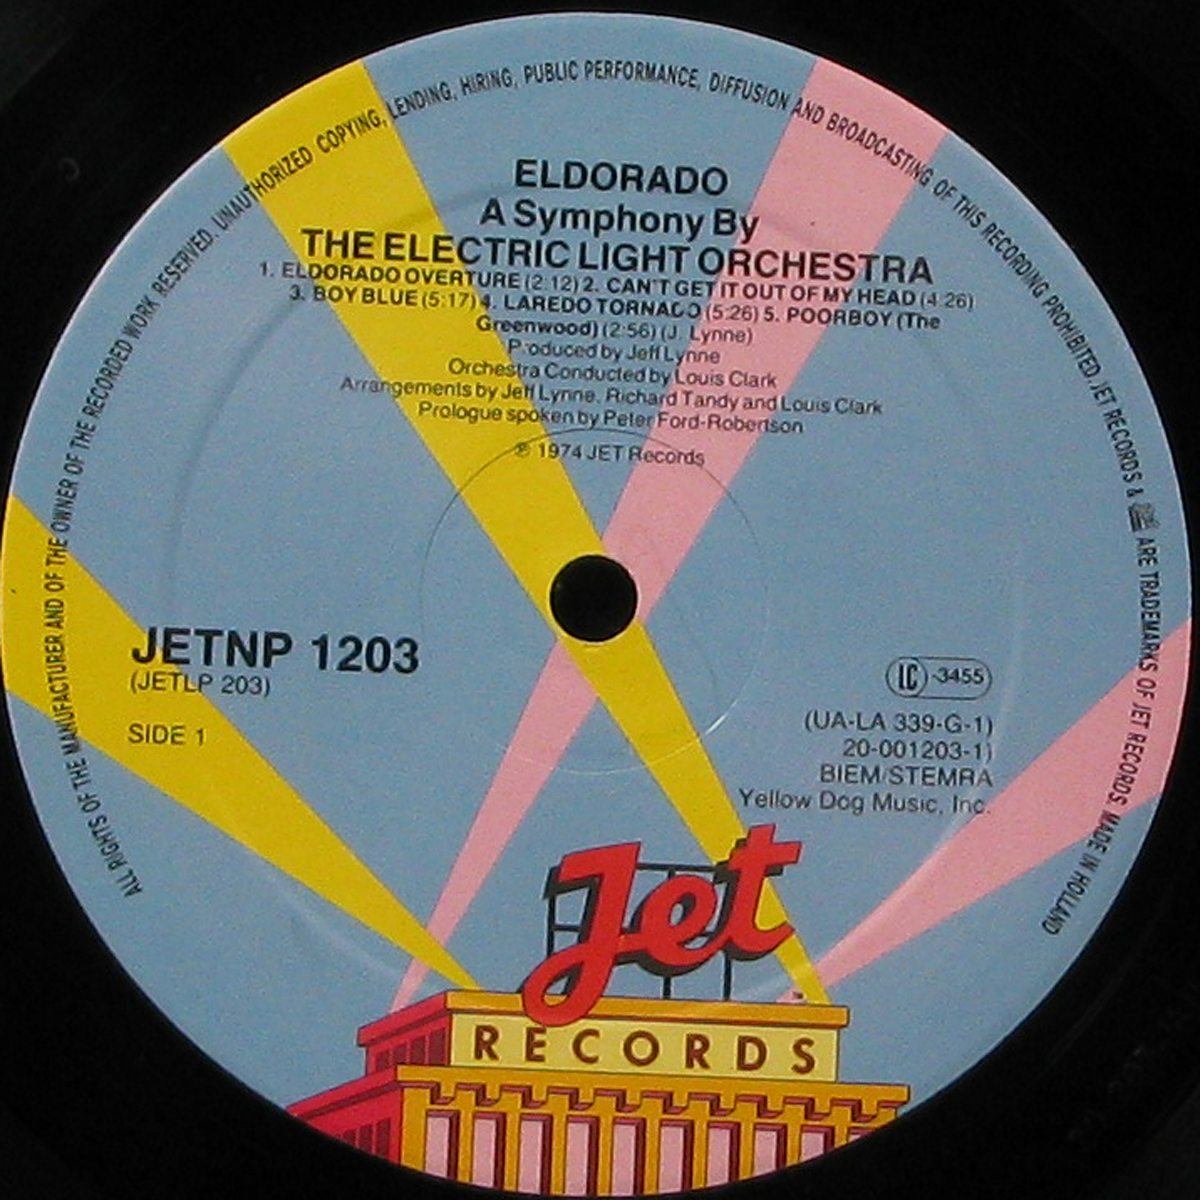 ALL RIGHTS OF THE MANUFACTURER AND OF THE OWNER OF THE RECORDED WORK RESERVED. UNAUTHORIZED COPYING, LENDING, HIRING, PUBLIC PERFORMANCE, DIFFUSION AND BROADCASTING OF THIS RECORDING PROHIBITED. JET RECORDS & ARE TRADEMARKS OF JET RECORDS. MADE IN HOLLAND
ELDORADO
A Symphony By
THE ELECTRIC LIGHT ORCHESTRA
1. ELDORADO OVERTURE (2:12) 2. CAN'T GET IT OUT OF MY HEAD (4:26)
3. BOY BLUE (5:17) 4. LAREDO TORNADO (5:26) 5. POORBOY (The
Greenwood) (2:56) (J. Lynne)
Produced by Jeff Lynne
Orchestra Conducted by Louis Clark
Arrangements by Jeff Lynne, Richard Tandy and Louis Clark
Prologue spoken by Peter Ford-Robertson
℗ 1974 JET Records
JETNP 1203
(JETLP 203)
SIDE 1
LC -3455
(UA-LA 339-G-1)
20-001203-1)
BIEM/STEMRA
Yellow Dog Music, Inc.
Jet
RECORDS